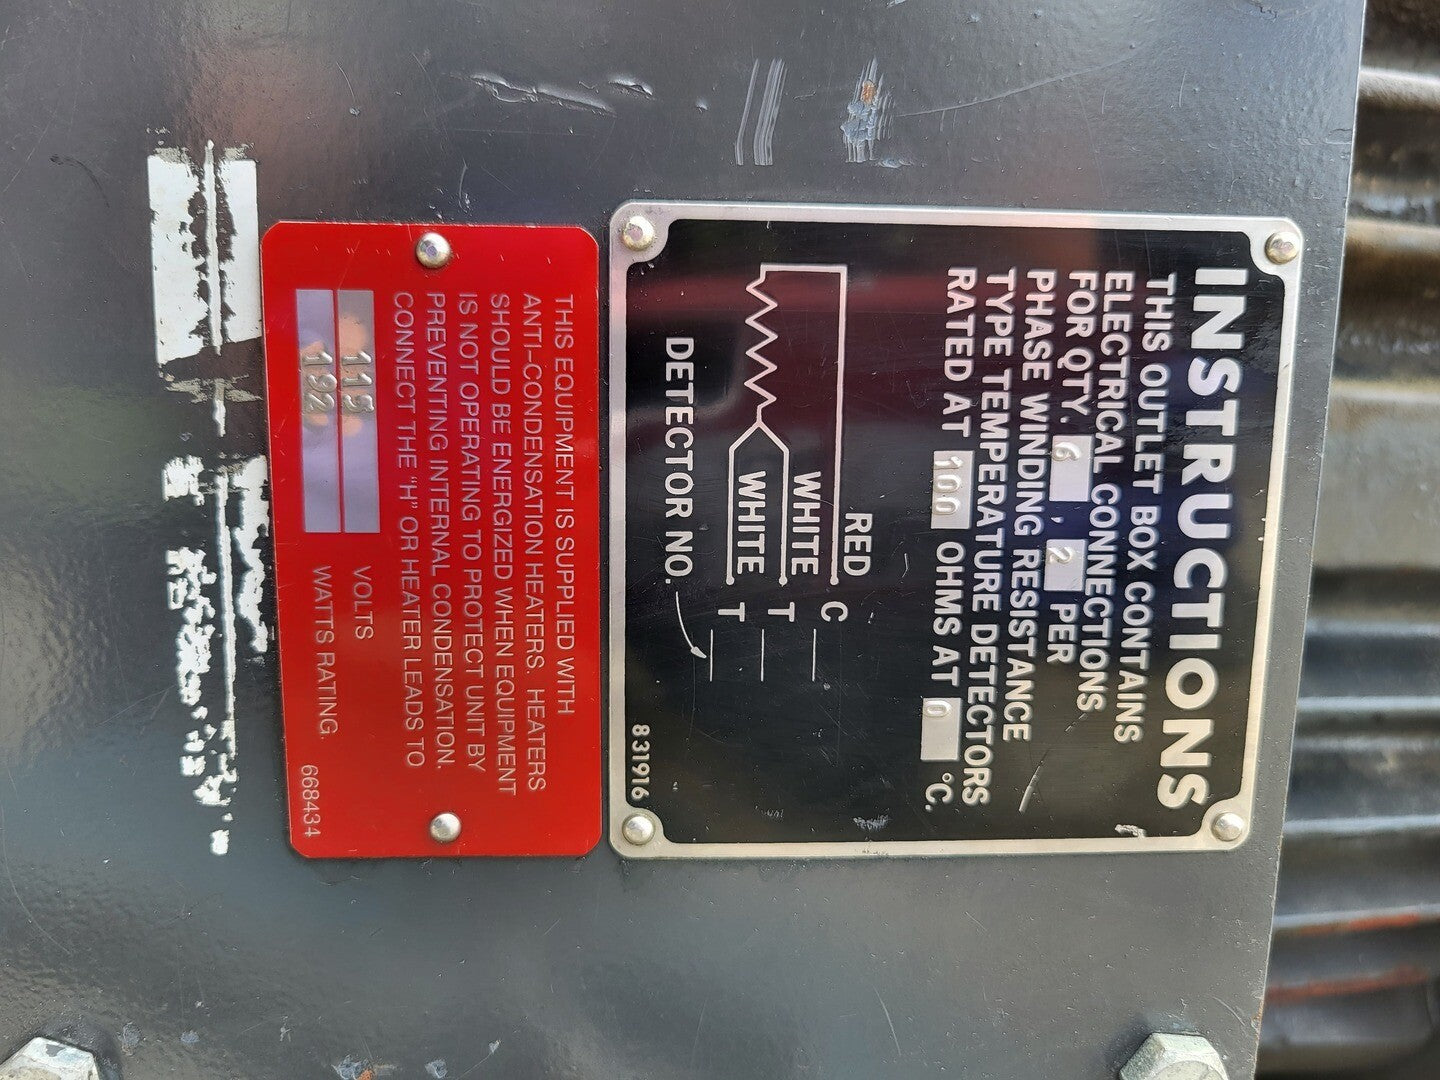 INSTRUCTIONS
THIS OUTLET BOX CONTAINS
ELECTRICAL CONNECTIONS
FOR QTY. 6 , 2 PER
PHASE WINDING RESISTANCE
TYPE TEMPERATURE DETECTORS
RATED AT 100 OHMS AT 0 °C.
RED C
WHITE T
WHITE T
DETECTOR NO.
831916
THIS EQUIPMENT IS SUPPLIED WITH
ANTI-CONDENSATION HEATERS. HEATERS
SHOULD BE ENERGIZED WHEN EQUIPMENT
IS NOT OPERATING TO PROTECT UNIT BY
PREVENTING INTERNAL CONDENSATION.
CONNECT THE "H" OR HEATER LEADS TO
115 VOLTS
192 WATTS RATING.
668434